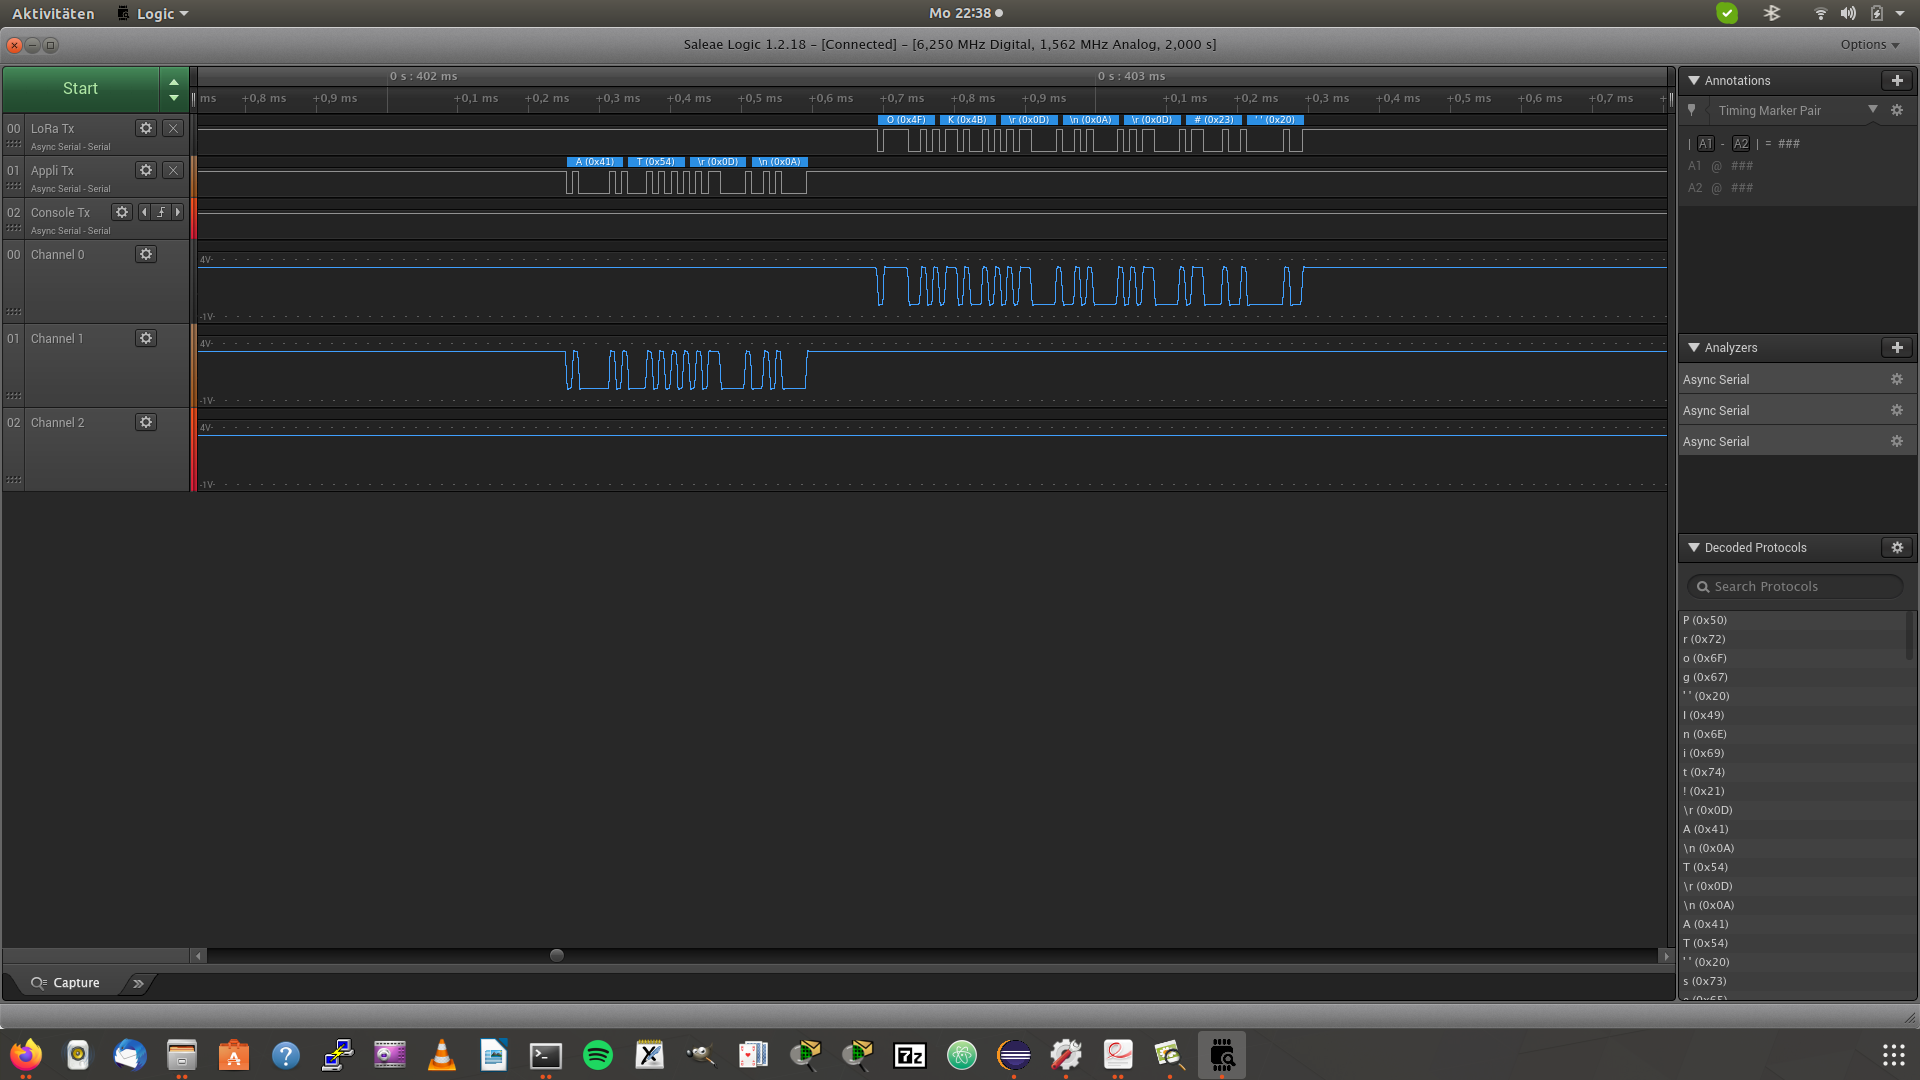 Aktivitäten Logic Mo 22:38
Saleae Logic 1.2.18 - [Connected] - [6,250 MHz Digital, 1,562 MHz Analog, 2,000 s] Options
Start
0 s : 402 ms 0 s : 403 ms
ms +0,8 ms +0,9 ms +0,1 ms +0,2 ms +0,3 ms +0,4 ms +0,5 ms +0,6 ms +0,7 ms +0,8 ms +0,9 ms +0,1 ms +0,2 ms +0,3 ms +0,4 ms +0,5 ms +0,6 ms +0,7 ms
00 LoRa Tx
Async Serial - Serial
O (0x4F) K (0x4B) \r (0x0D) \n (0x0A) \r (0x0D) # (0x23) ' ' (0x20)
01 Appli Tx
Async Serial - Serial
A (0x41) T (0x54) \r (0x0D) \n (0x0A)
02 Console Tx
Async Serial - Serial
00 Channel 0
4V
-1V
01 Channel 1
4V
-1V
02 Channel 2
4V
-1V
Capture
Annotations
Timing Marker Pair
| A1 - A2 | = ###
A1 @ ###
A2 @ ###
Analyzers
Async Serial
Async Serial
Async Serial
Decoded Protocols
Search Protocols
P (0x50)
r (0x72)
o (0x6F)
g (0x67)
' ' (0x20)
I (0x49)
n (0x6E)
i (0x69)
t (0x74)
! (0x21)
\r (0x0D)
A (0x41)
\n (0x0A)
T (0x54)
\r (0x0D)
\n (0x0A)
A (0x41)
T (0x54)
' ' (0x20)
s (0x73)
7z